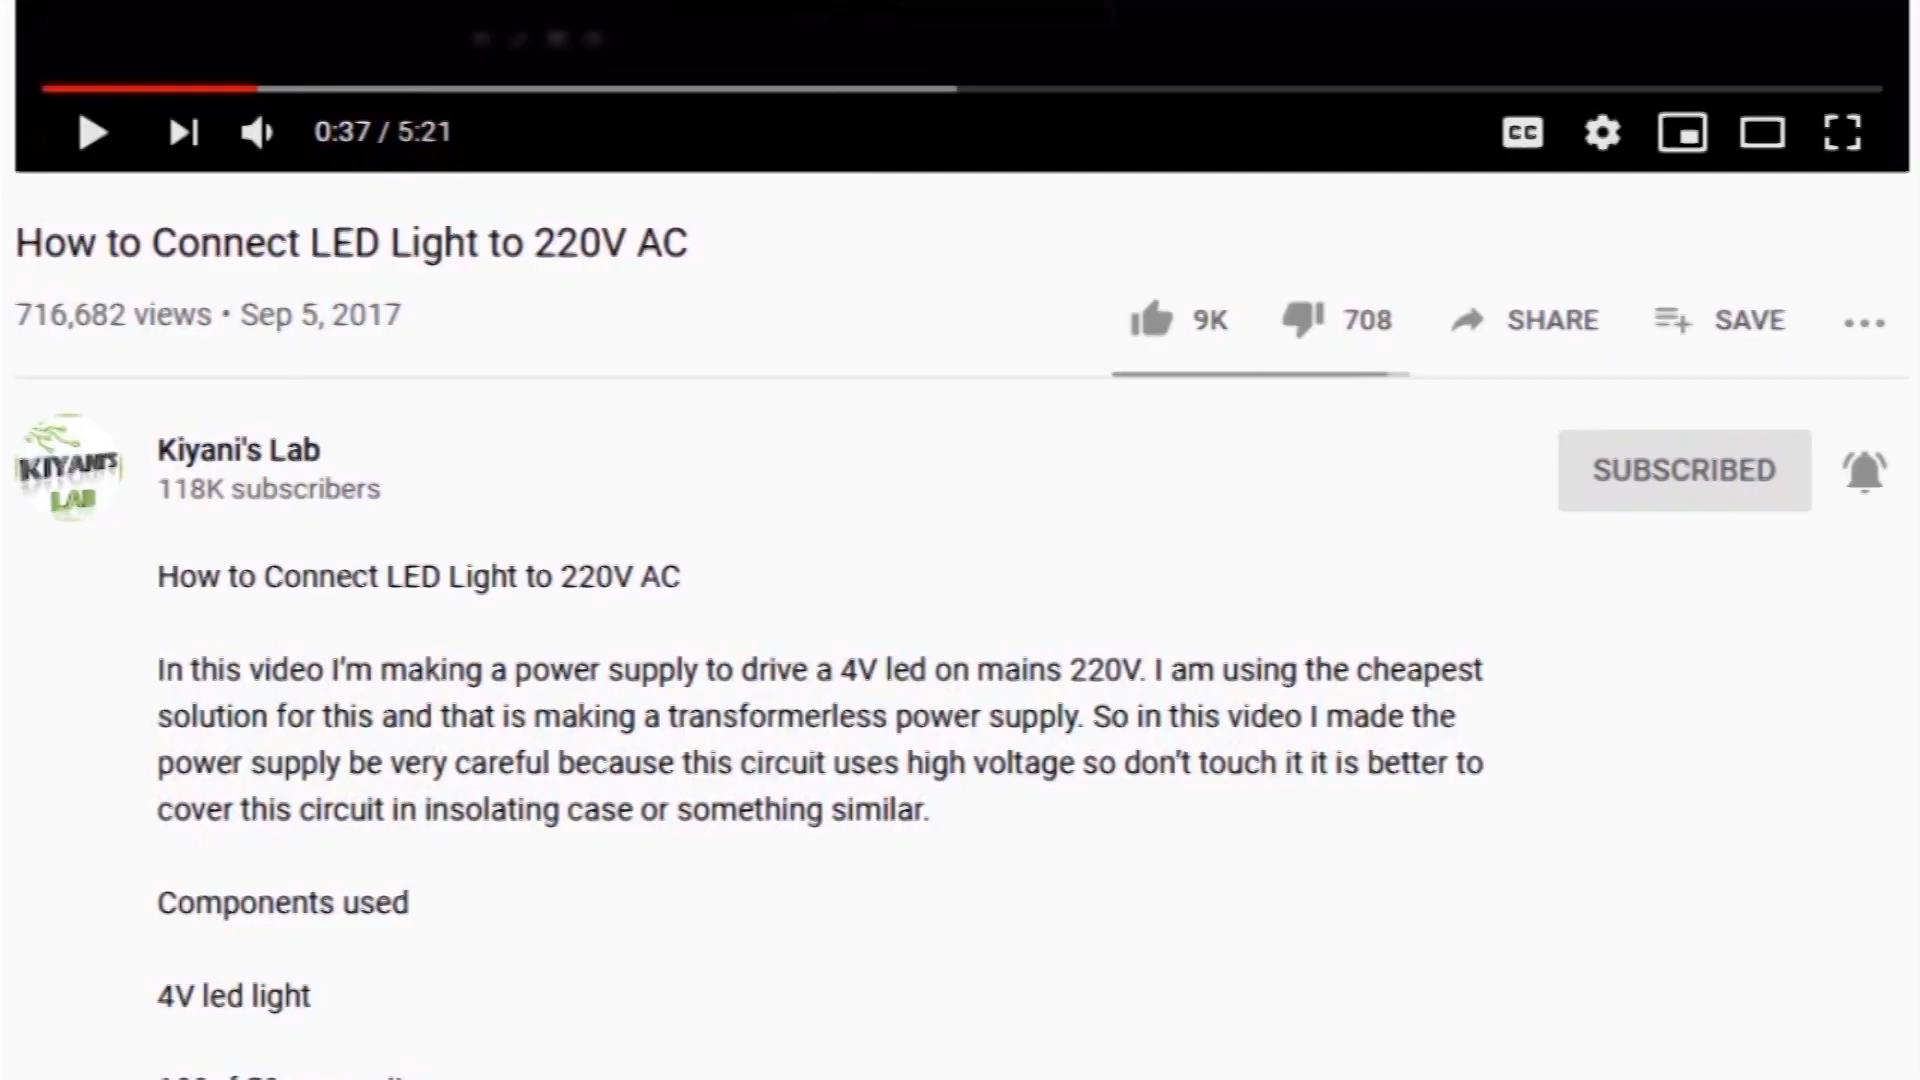 0:37 / 5:21
CC
How to Connect LED Light to 220V AC
716,682 views • Sep 5, 2017
9K 708 SHARE SAVE
KIYANI'S
LAB
Kiyani's Lab
118K subscribers
SUBSCRIBED
How to Connect LED Light to 220V AC
In this video I'm making a power supply to drive a 4V led on mains 220V. I am using the cheapest
solution for this and that is making a transformerless power supply. So in this video I made the
power supply be very careful because this circuit uses high voltage so don't touch it it is better to
cover this circuit in insolating case or something similar.
Components used
4V led light